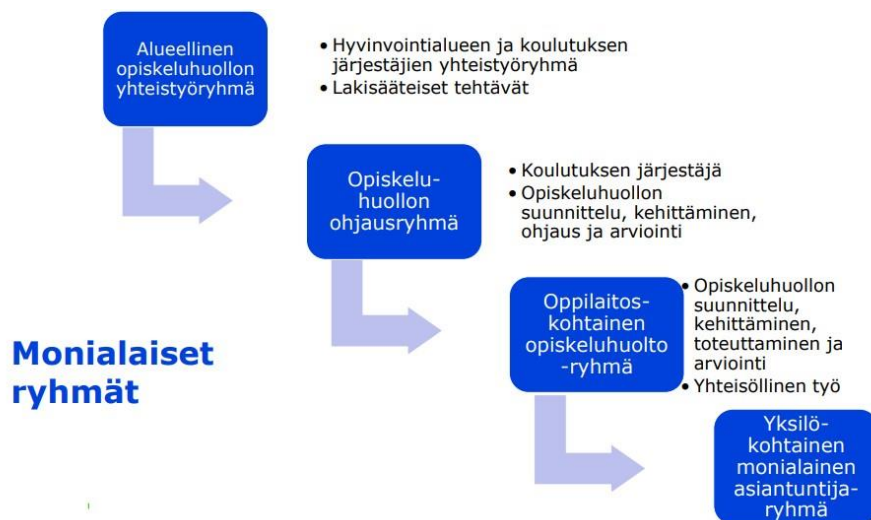 Alueellinen
opiskeluhuollon
yhteistyöryhmä
• Hyvinvointialueen ja koulutuksen
järjestäjien yhteistyöryhmä
• Lakisääteiset tehtävät
Opiskelu-
huollon
ohjausryhmä
• Koulutuksen järjestäjä
• Opiskeluhuollon
suunnittelu, kehittäminen,
ohjaus ja arviointi
Oppilaitos-
kohtainen
opiskeluhuolto
-ryhmä
• Opiskeluhuollon
suunnittelu,
kehittäminen,
toteuttaminen ja
arviointi
• Yhteisöllinen työ
Monialaiset
ryhmät
Yksilö-
kohtainen
monialainen
asiantuntija-
ryhmä